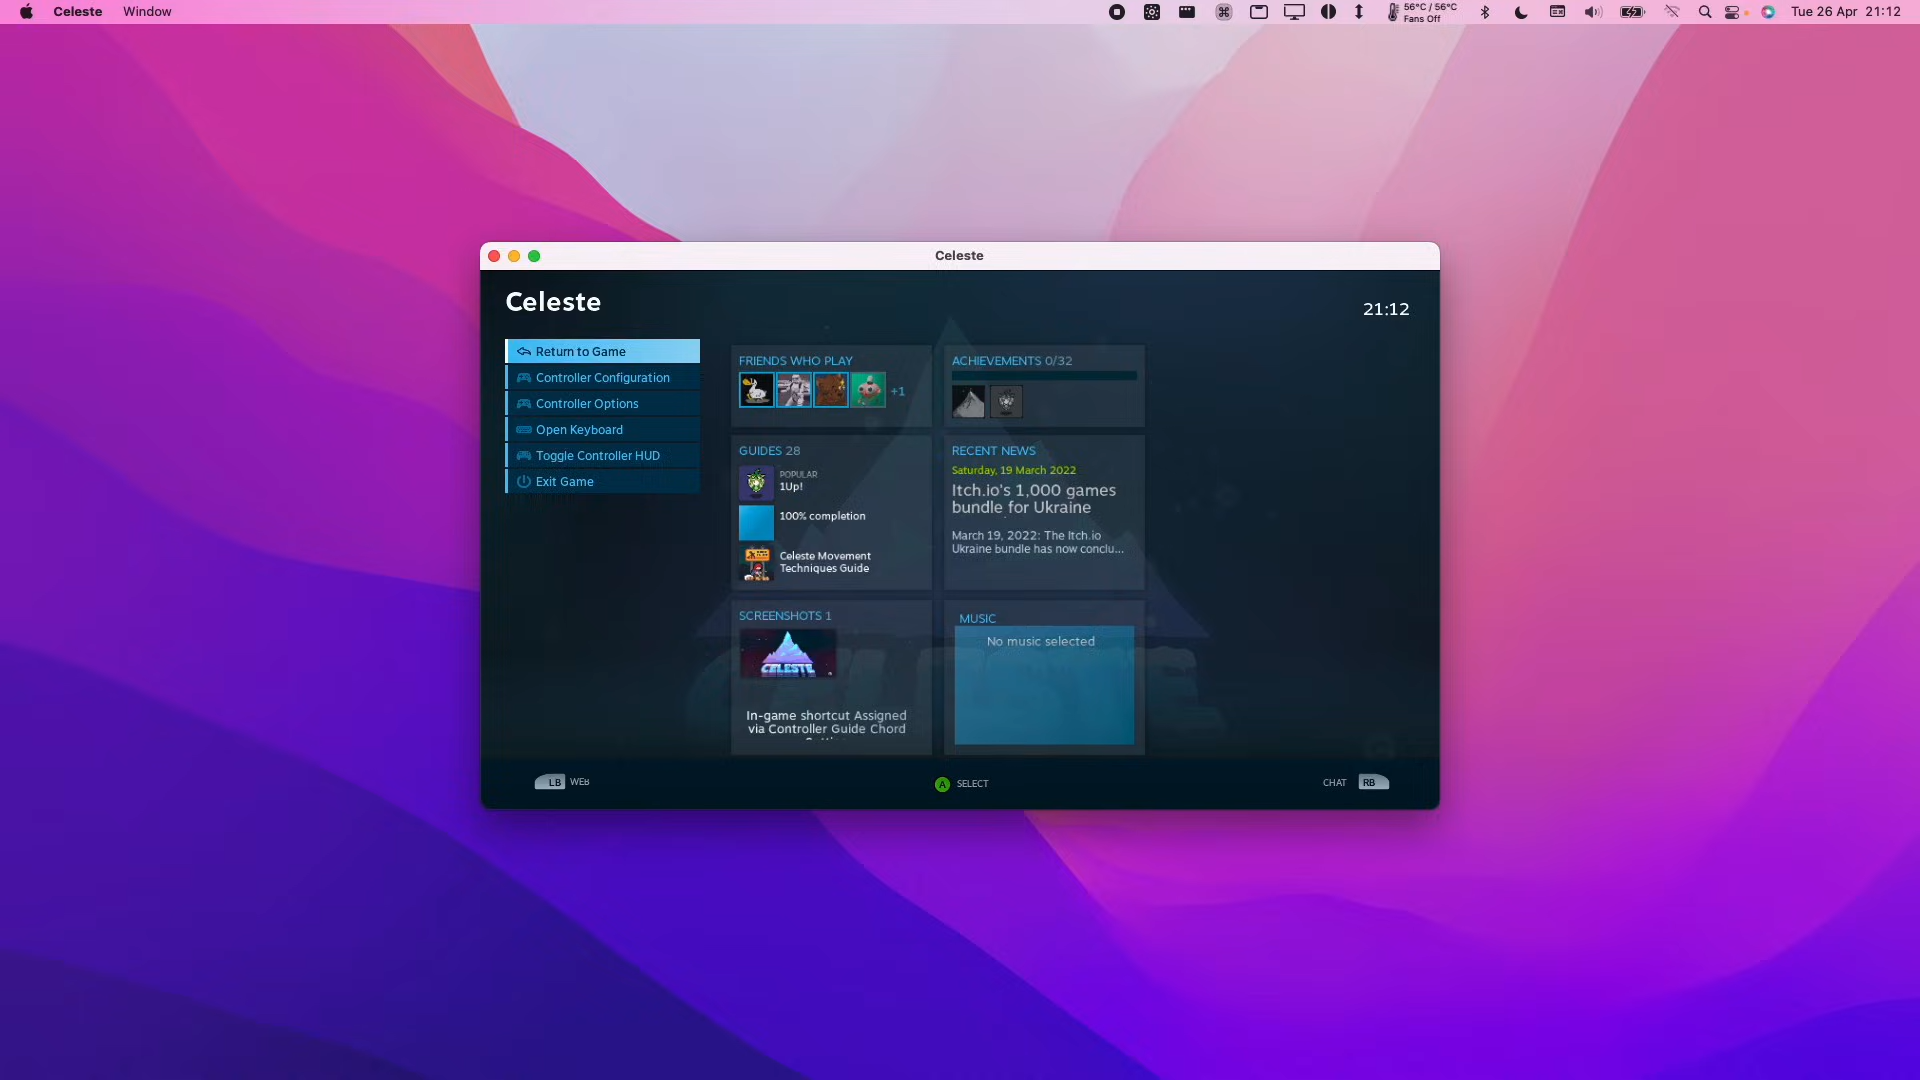 Celeste Window
56°C / 56°C
Fans Off
Tue 26 Apr 21:12
Celeste
Celeste
21:12
Return to Game
Controller Configuration
Controller Options
Open Keyboard
Toggle Controller HUD
Exit Game
FRIENDS WHO PLAY
+1
ACHIEVEMENTS 0/32
GUIDES 28
POPULAR
1Up!
100% completion
Celeste Movement
Techniques Guide
RECENT NEWS
Saturday, 19 March 2022
Itch.io's 1,000 games
bundle for Ukraine
March 19, 2022: The Itch.io
Ukraine bundle has now conclu...
SCREENSHOTS 1
CELESTE
In-game shortcut Assigned
via Controller Guide Chord
MUSIC
No music selected
CELESTE
LB WEB
A SELECT
CHAT RB